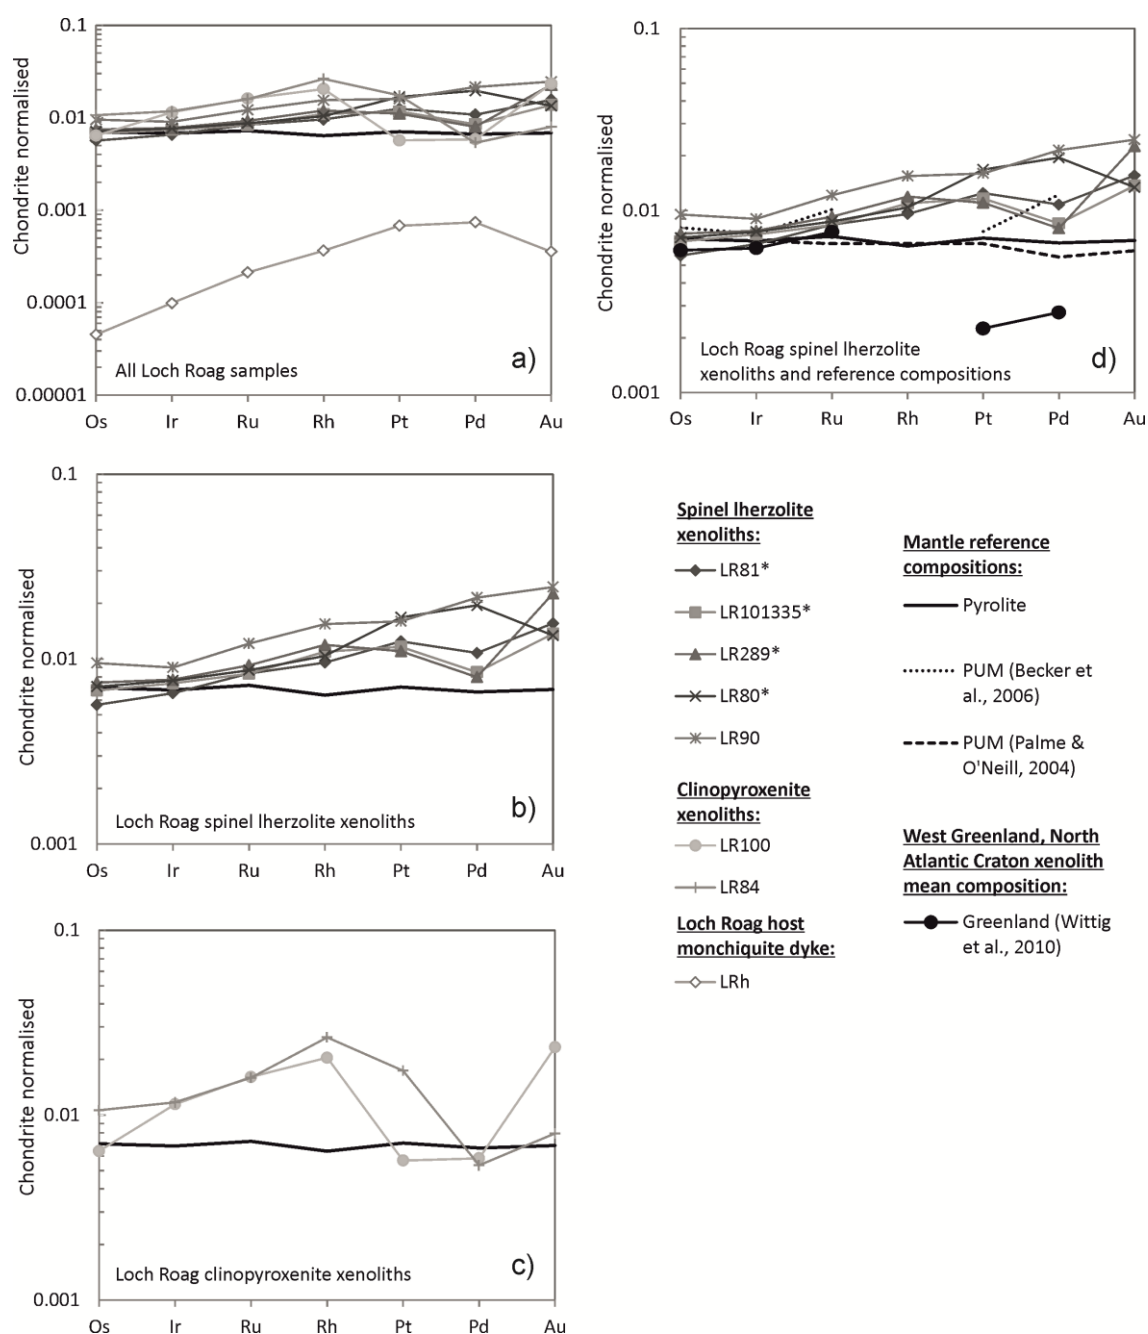 0.1
0.01
0.001
0.0001
0.00001
Chondrite normalised
All Loch Roag samples
a)
Os Ir Ru Rh Pt Pd Au
0.1
0.01
0.001
Chondrite normalised
Loch Roag spinel lherzolite
xenoliths and reference compositions
d)
Os Ir Ru Rh Pt Pd Au
0.1
0.01
0.001
Chondrite normalised
Loch Roag spinel lherzolite xenoliths
b)
Os Ir Ru Rh Pt Pd Au
0.1
0.01
0.001
Chondrite normalised
Loch Roag clinopyroxenite xenoliths
c)
Os Ir Ru Rh Pt Pd Au
Spinel lherzolite
xenoliths:
LR81*
LR101335*
LR289*
LR80*
LR90
Clinopyroxenite
xenoliths:
LR100
LR84
Loch Roag host
monchiquite dyke:
LRh
Mantle reference
compositions:
Pyrolite
PUM (Becker et
al., 2006)
PUM (Palme &
O'Neill, 2004)
West Greenland, North
Atlantic Craton xenolith
mean composition:
Greenland (Wittig
et al., 2010)